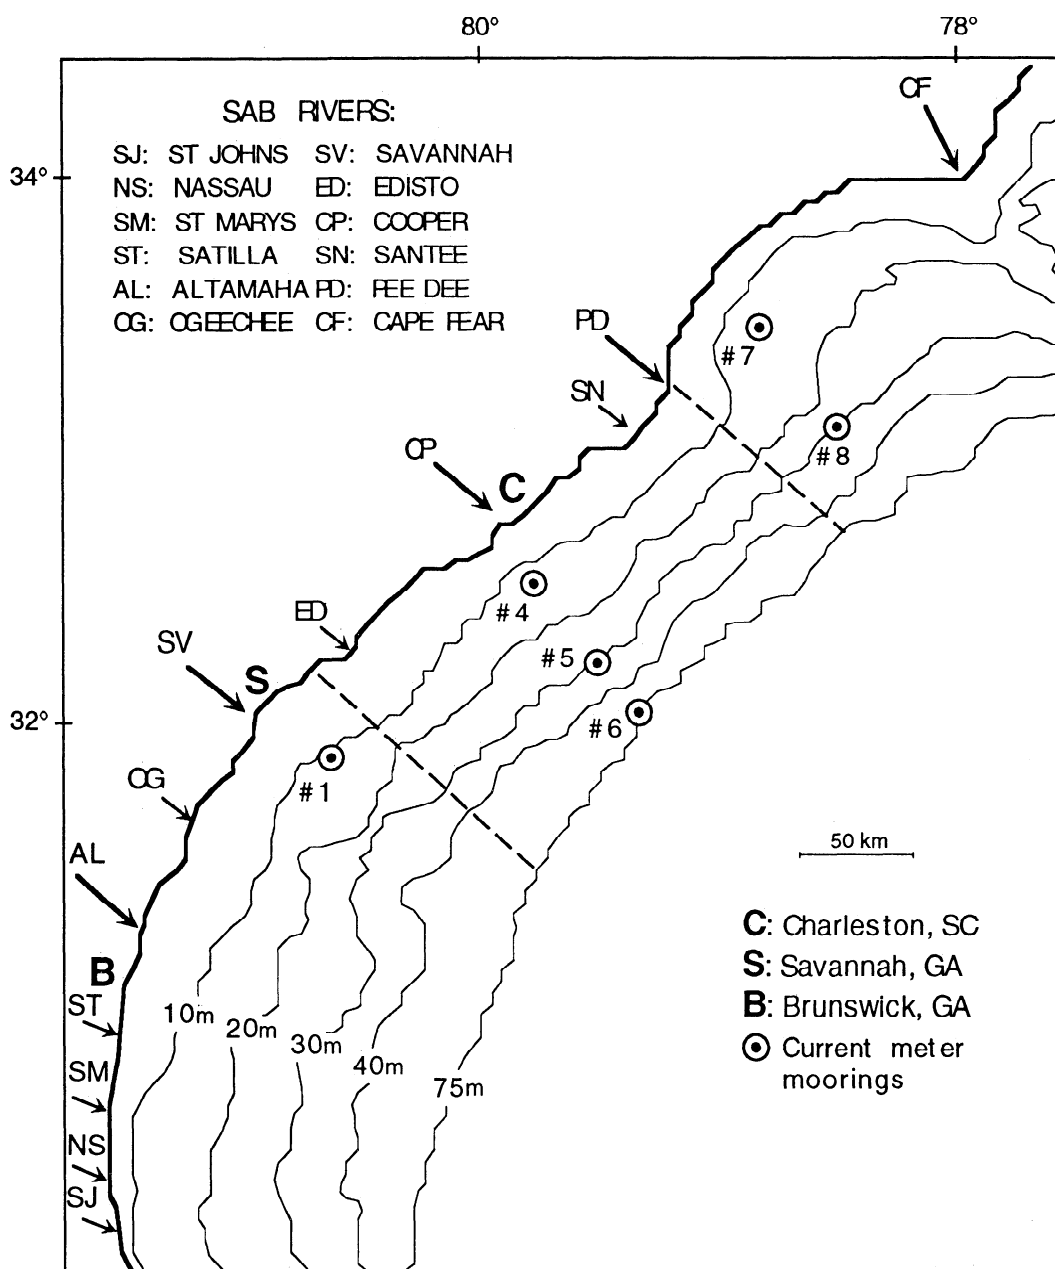 80° 78°
SAB RIVERS:
SJ: ST JOHNS SV: SAVANNAH
NS: NASSAU ED: EDISTO
SM: ST MARYS CP: COOPER
ST: SATILLA SN: SANTEE
AL: ALTAMAHA PD: PEE DEE
OG: OGEECHEE CF: CAPE FEAR
CF
34°
PD
#7
SN
CP
#8
C
#4
ED
SV
#5
S
32°
#6
OG
#1
AL
50 km
B
ST
10m
20m
30m
40m
75m
SM
NS
SJ
C: Charleston, SC
S: Savannah, GA
B: Brunswick, GA
Current meter
moorings